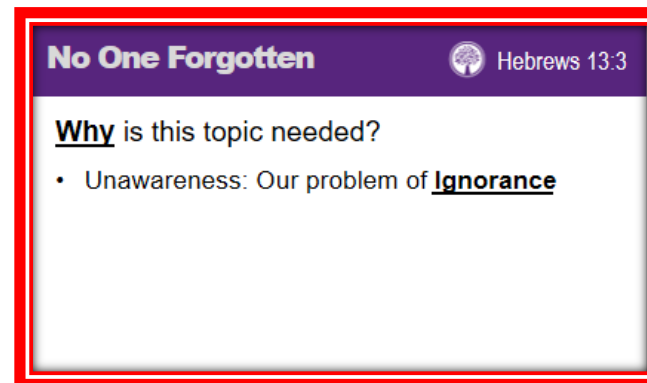 No One Forgotten
Hebrews 13:3
Why is this topic needed?
• Unawareness: Our problem of Ignorance